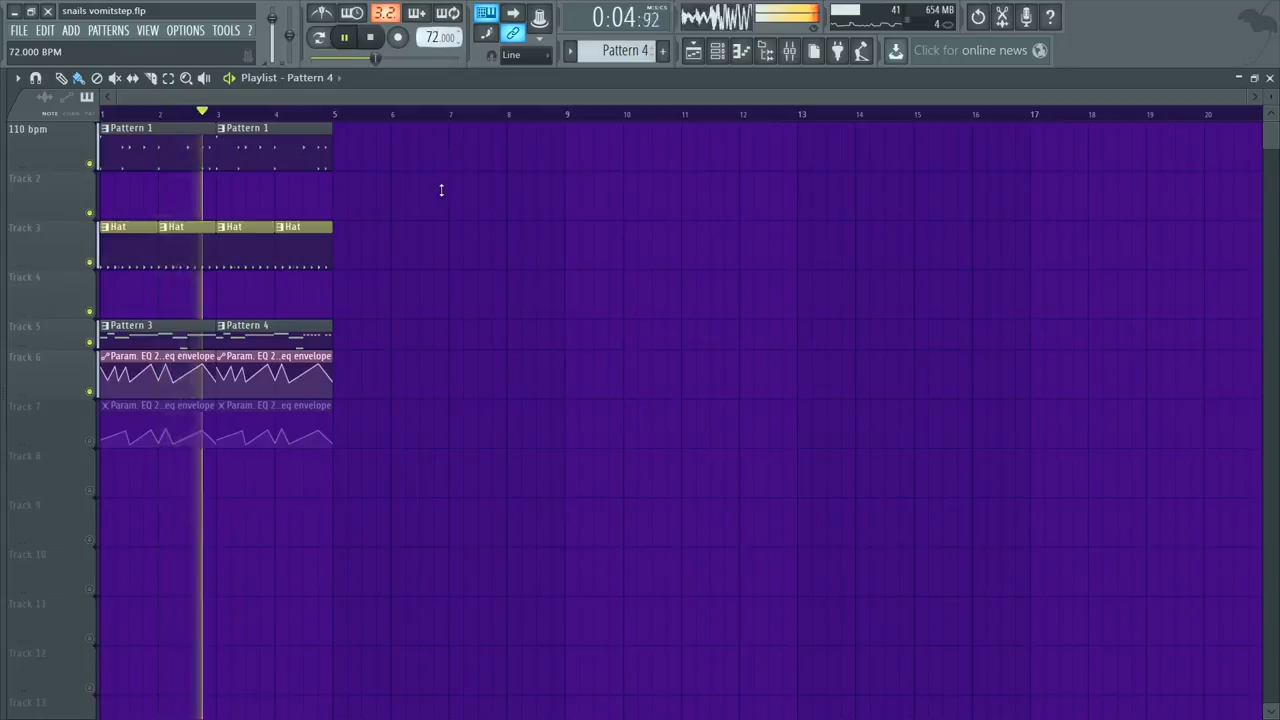 snails vomitstep.flp
FILE EDIT ADD PATTERNS VIEW OPTIONS TOOLS ?
72.000 BPM
3.2
72.000
0:04:92
M:S:CS
Line
Pattern 4
41
654 MB
4
Click for online news
Playlist - Pattern 4
NOTE CHAN PAT
1 2 3 4 5 6 7 8 9 10 11 12 13 14 15 16 17 18 19 20
110 bpm
Pattern 1 Pattern 1
Track 2
Track 3
Hat Hat Hat Hat
Track 4
Track 5
Pattern 3 Pattern 4
Track 6
Param. EQ 2...eq envelope Param. EQ 2...eq envelope
Track 7
Param. EQ 2...eq envelope Param. EQ 2...eq envelope
Track 8
Track 9
Track 10
Track 11
Track 12
Track 13